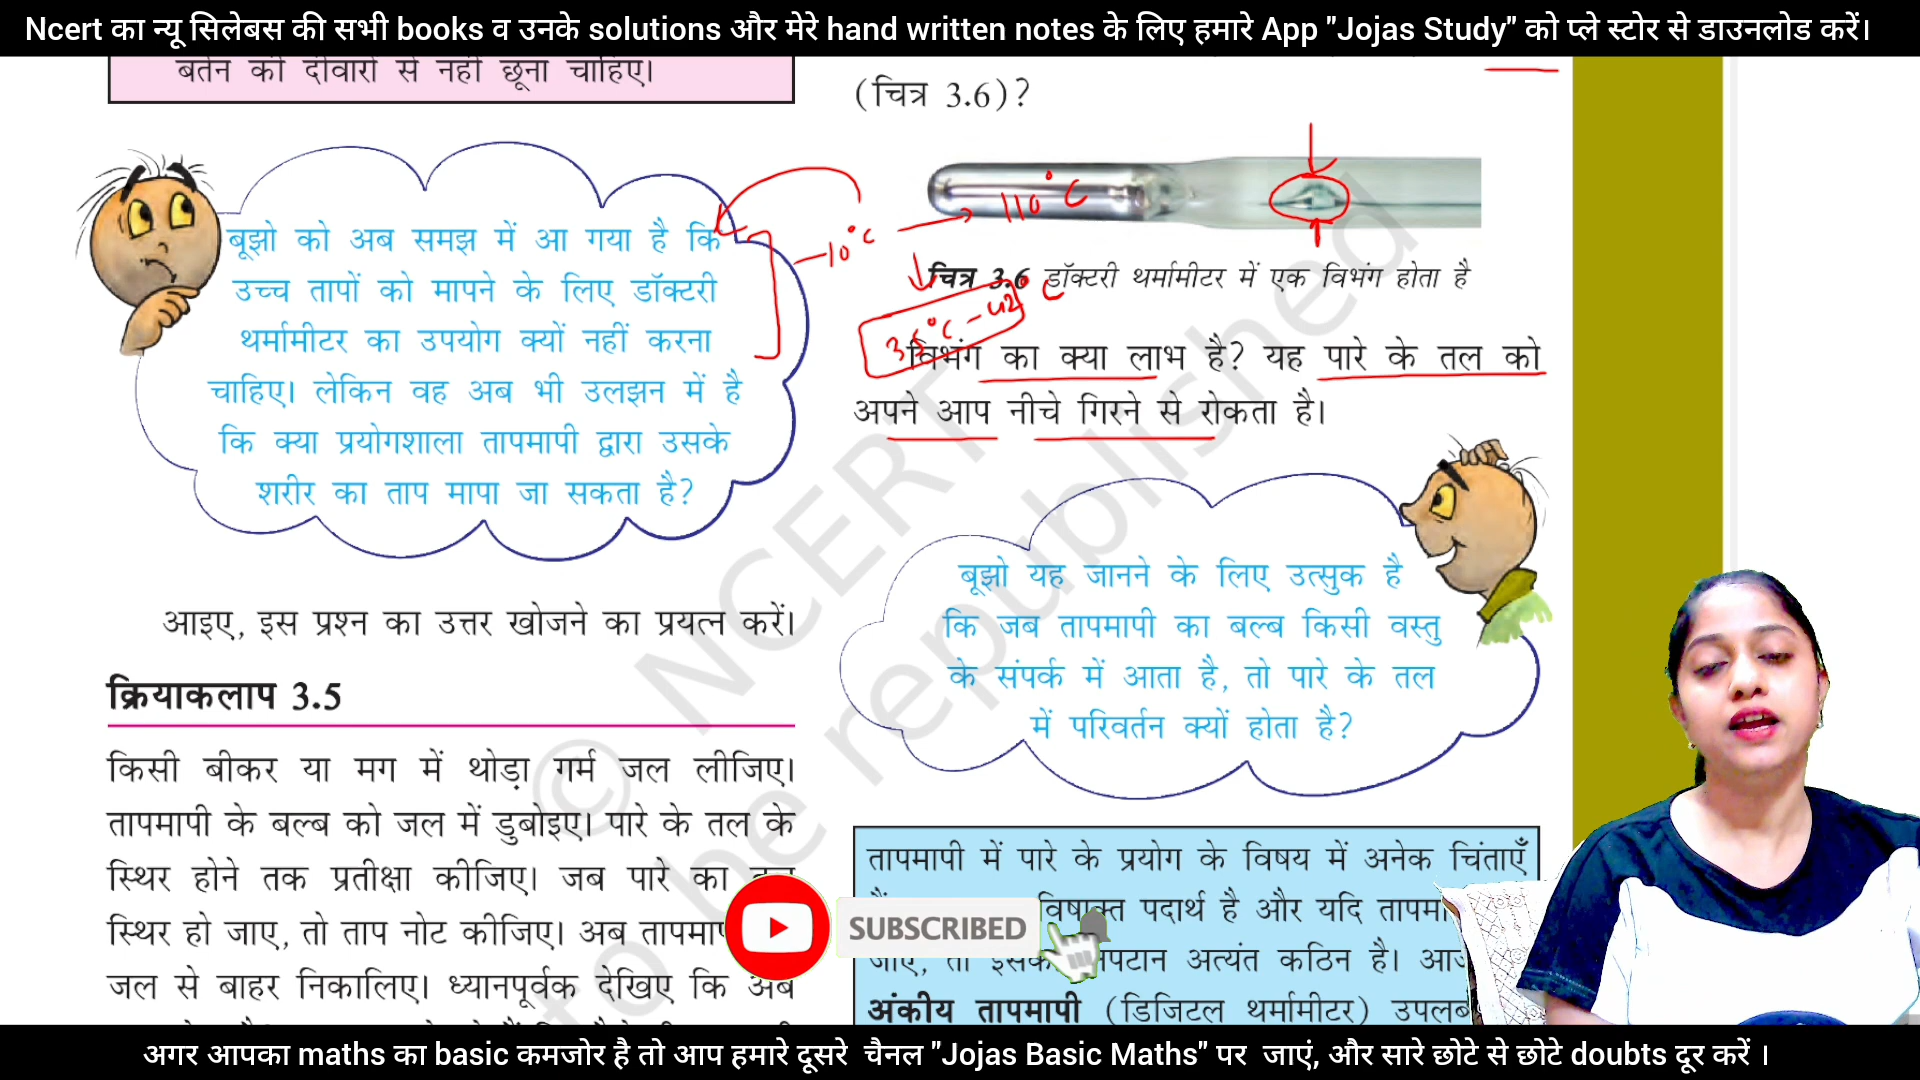 Ncert का न्यू सिलेबस की सभी books व उनके solutions और मेरे hand written notes के लिए हमारे App "Jojas Study" को प्ले स्टोर से डाउनलोड करें।
बर्तन की दीवारों से नहीं छूना चाहिए।
बूझो को अब समझ में आ गया है कि
उच्च तापों को मापने के लिए डॉक्टरी
थर्मामीटर का उपयोग क्यों नहीं करना
चाहिए। लेकिन वह अब भी उलझन में है
कि क्या प्रयोगशाला तापमापी द्वारा उसके
शरीर का ताप मापा जा सकता है?
आइए, इस प्रश्न का उत्तर खोजने का प्रयत्न करें।
क्रियाकलाप 3.5
किसी बीकर या मग में थोड़ा गर्म जल लीजिए।
तापमापी के बल्ब को जल में डुबोइए। पारे के तल के
स्थिर होने तक प्रतीक्षा कीजिए। जब पारे का
स्थिर हो जाए, तो ताप नोट कीजिए। अब
जल से बाहर निकालिए। ध्यानपूर्वक देखिए कि अब
(चित्र 3.6)?
110°C
-10°C
35°C - 42°C
चित्र 3.6 डॉक्टरी थर्मामीटर में एक विभंग होता है
विभंग का क्या लाभ है? यह पारे के तल को
अपने आप नीचे गिरने से रोकता है।
बूझो यह जानने के लिए उत्सुक है
कि जब तापमापी का बल्ब किसी वस्तु
के संपर्क में आता है, तो पारे के तल
में परिवर्तन क्यों होता है?
तापमापी में पारे के प्रयोग के विषय में अनेक चिंताएँ
विषाक्त पदार्थ है और यदि
जाए, तो अत्यंत कठिन है।
अंकीय तापमापी (डिजिटल थर्मामीटर)
SUBSCRIBED
© NCERT
to be republished
अगर आपका maths का basic कमजोर है तो आप हमारे दूसरे चैनल "Jojas Basic Maths" पर जाएं, और सारे छोटे से छोटे doubts दूर करें ।